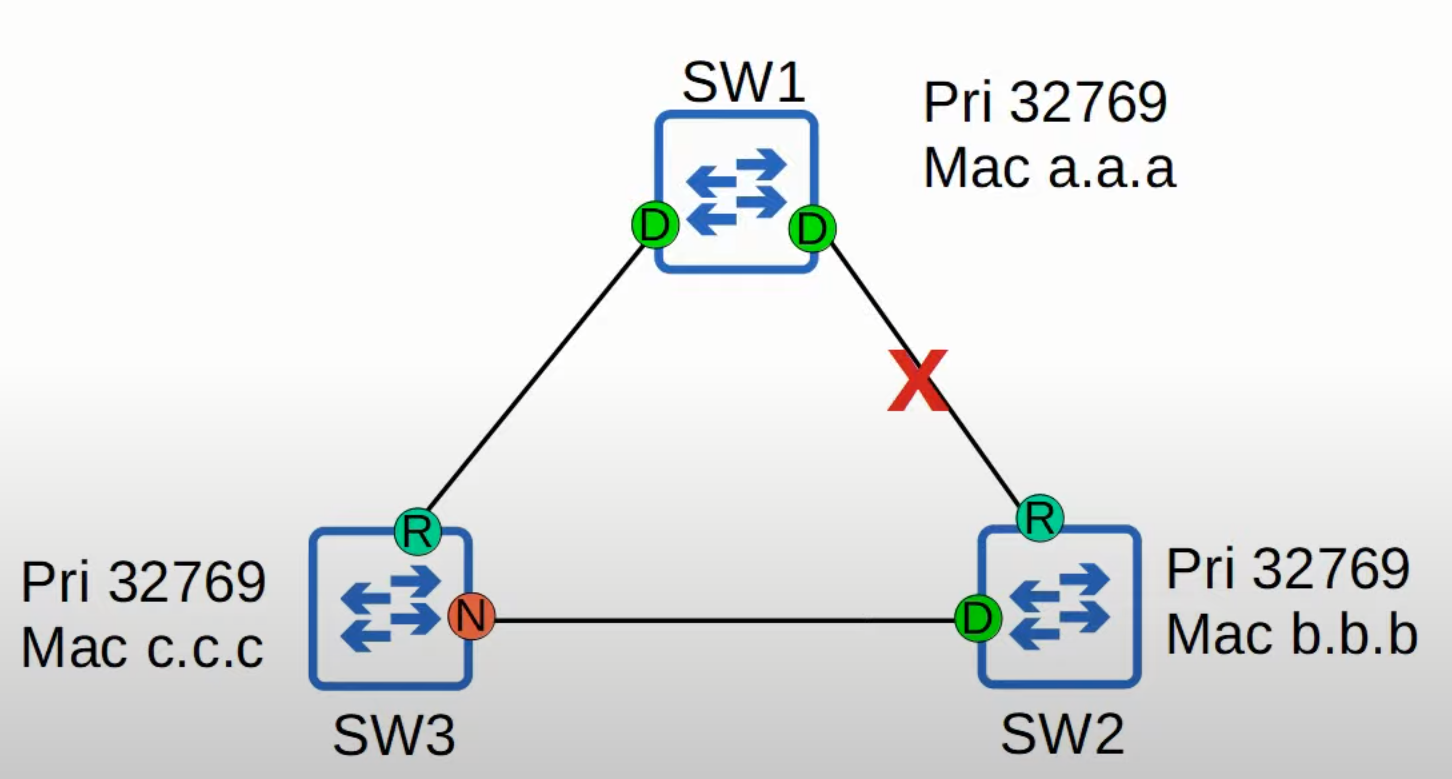 SW1
Pri 32769
Mac a.a.a
D
D
X
R
R
Pri 32769
Mac c.c.c
N
D
Pri 32769
Mac b.b.b
SW3
SW2